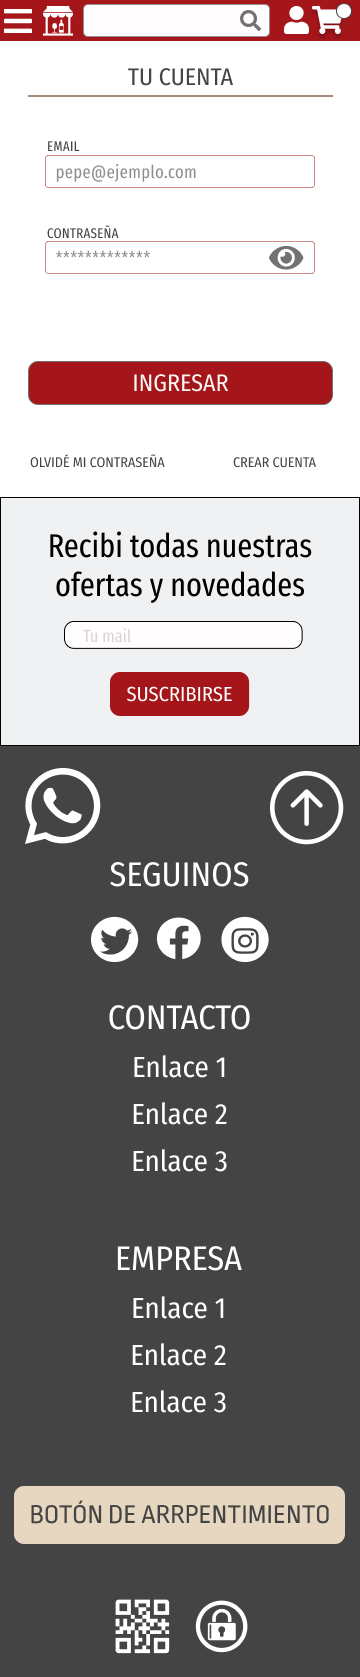 TU CUENTA
EMAIL
pepe@ejemplo.com
CONTRASEÑA
*************
INGRESAR
OLVIDÉ MI CONTRASEÑA
CREAR CUENTA
Recibi todas nuestras
ofertas y novedades
Tu mail
SUSCRIBIRSE
SEGUINOS
CONTACTO
Enlace 1
Enlace 2
Enlace 3
EMPRESA
Enlace 1
Enlace 2
Enlace 3
BOTÓN DE ARRPENTIMIENTO